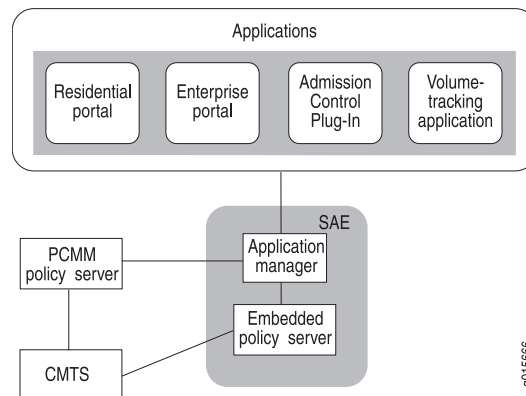 Applications
Residential
portal
Enterprise
portal
Admission
Control
Plug-In
Volume-
tracking
application
SAE
PCMM
policy server
Application
manager
Embedded
policy server
CMTS
g015666